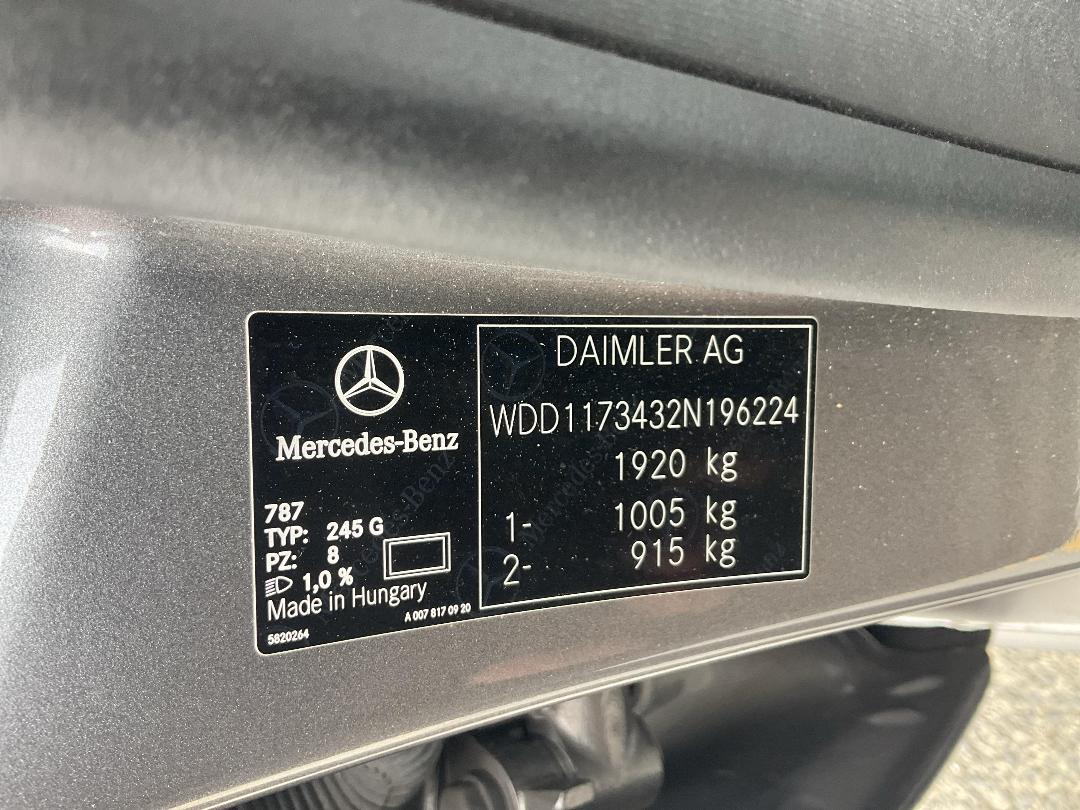 Mercedes-Benz
787
TYP: 245 G
PZ: 8
1,0 %
Made in Hungary
5820264
A 007 817 09 20
DAIMLER AG
WDD1173432N196224
1920 kg
1- 1005 kg
2- 915 kg